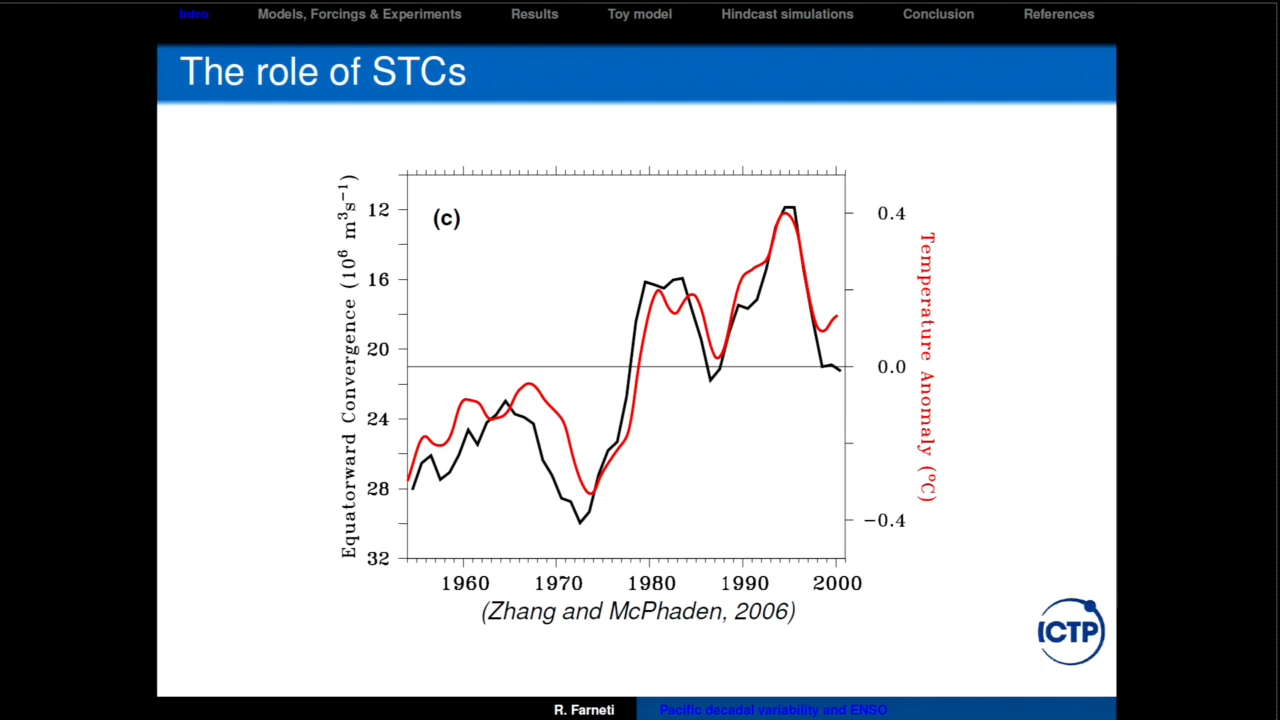 Intro Models, Forcings & Experiments Results Toy model Hindcast simulations Conclusion References
The role of STCs
(c)
Equatorward Convergence (10⁶ m³s⁻¹)
12
16
20
24
28
32
0.4
0.0
−0.4
Temperature Anomaly (°C)
1960 1970 1980 1990 2000
(Zhang and McPhaden, 2006)
ICTP
R. Farneti Pacific decadal variability and ENSO